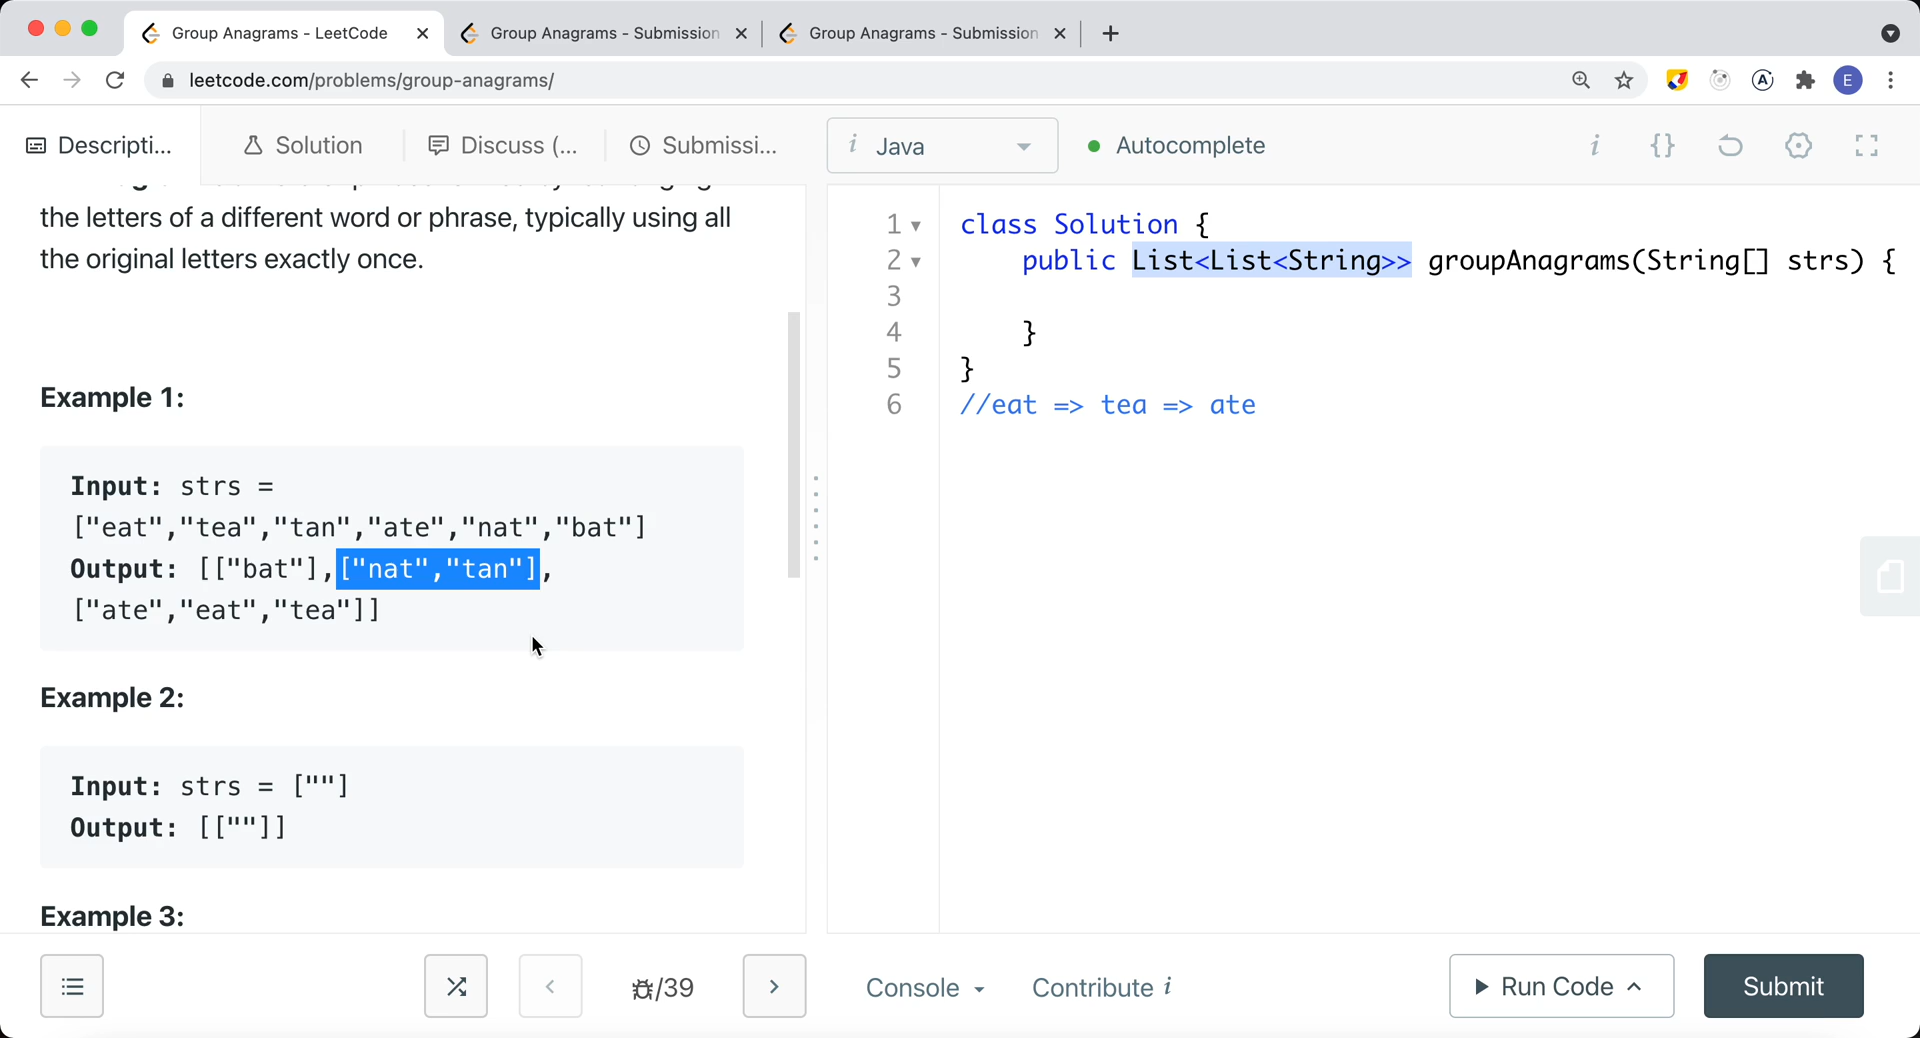 Group Anagrams - LeetCode
Group Anagrams - Submission
Group Anagrams - Submission
leetcode.com/problems/group-anagrams/
A
E
Descripti...
Solution
Discuss (...
Submissi...
i Java
Autocomplete
i
{}
the letters of a different word or phrase, typically using all
the original letters exactly once.
Example 1:
Input: strs =
["eat","tea","tan","ate","nat","bat"]
Output: [["bat"],["nat","tan"],
["ate","eat","tea"]]
Example 2:
Input: strs = [""]
Output: [[""]]
Example 3:
1 class Solution {
2 public List<List<String>> groupAnagrams(String[] strs) {
3
4 }
5 }
6 //eat => tea => ate
/39
Console
Contribute i
Run Code
Submit